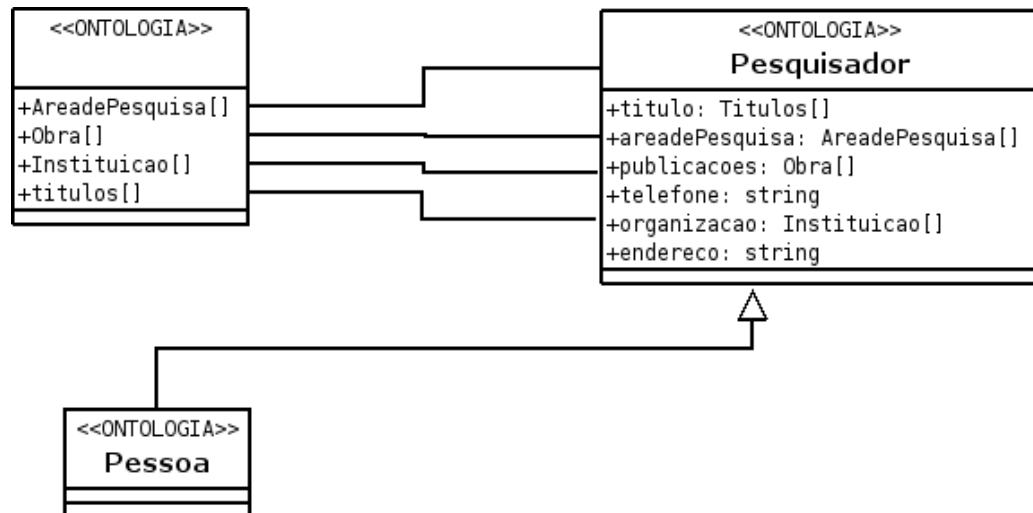 <<ONTOLOGIA>>
+AreadePesquisa[]
+Obra[]
+Instituicao[]
+titulos[]
<<ONTOLOGIA>>
Pesquisador
+titulo: Titulos[]
+areadePesquisa: AreadePesquisa[]
+publicacoes: Obra[]
+telefone: string
+organizacao: Instituicao[]
+endereco: string
<<ONTOLOGIA>>
Pessoa